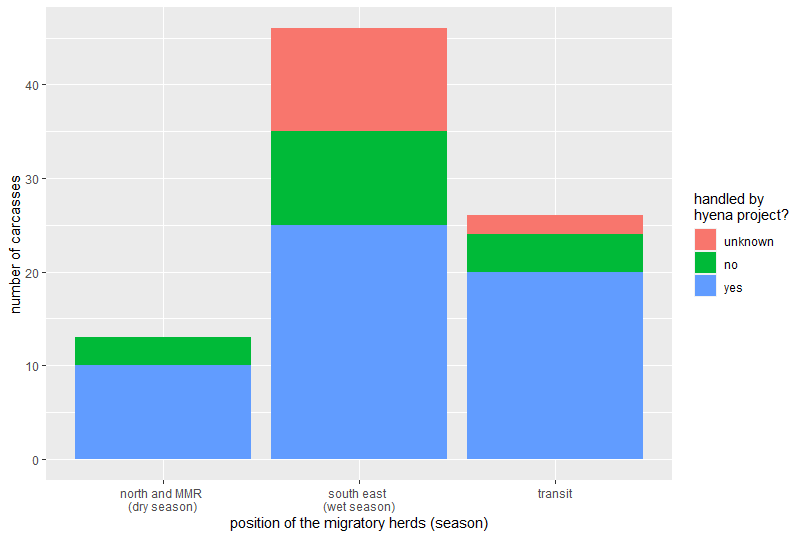 40
30
20
10
0
number of carcasses
north and MMR
(dry season)
south east
(wet season)
transit
position of the migratory herds (season)
handled by
hyena project?
unknown
no
yes